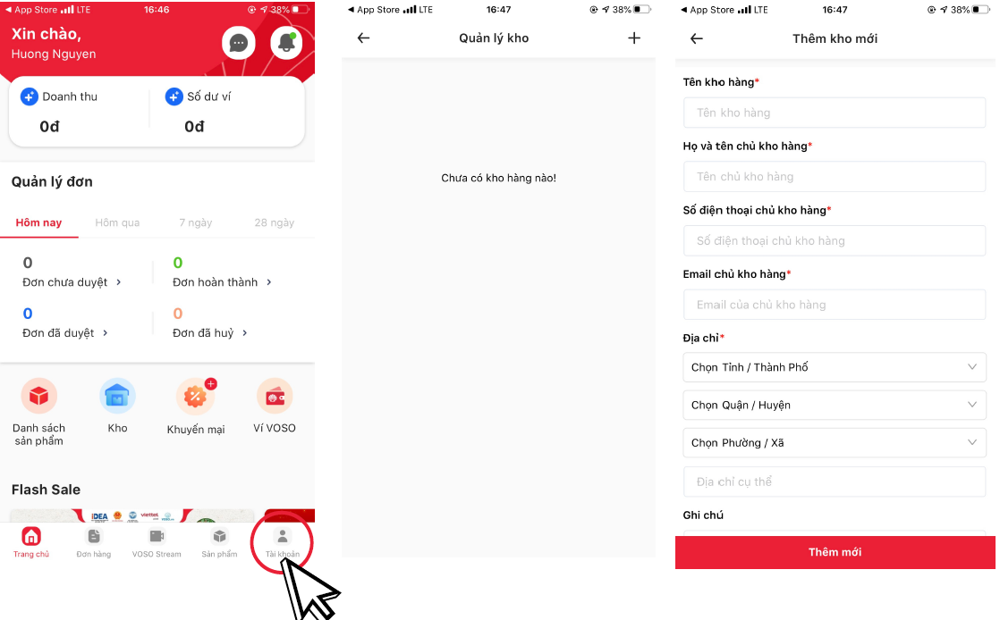 App Store LTE 16:46 38%
Xin chào,
Huong Nguyen
Doanh thu
0đ
Số dư ví
0đ
Quản lý đơn
Hôm nay Hôm qua 7 ngày 28 ngày
0
Đơn chưa duyệt
0
Đơn hoàn thành
0
Đơn đã duyệt
0
Đơn đã huỷ
Danh sách
sản phẩm
Kho
Khuyến mại
Ví VOSO
Flash Sale
IDEA viettel
Trang chủ Đơn hàng VOSO Stream Sản phẩm Tài khoản
App Store LTE 16:47 38%
Quản lý kho
Chưa có kho hàng nào!
App Store LTE 16:47 38%
Thêm kho mới
Tên kho hàng*
Tên kho hàng
Họ và tên chủ kho hàng*
Tên chủ kho hàng
Số điện thoại chủ kho hàng*
Số điện thoại chủ kho hàng
Email chủ kho hàng*
Email của chủ kho hàng
Địa chỉ*
Chọn Tỉnh / Thành Phố
Chọn Quận / Huyện
Chọn Phường / Xã
Địa chỉ cụ thể
Ghi chú
Thêm mới